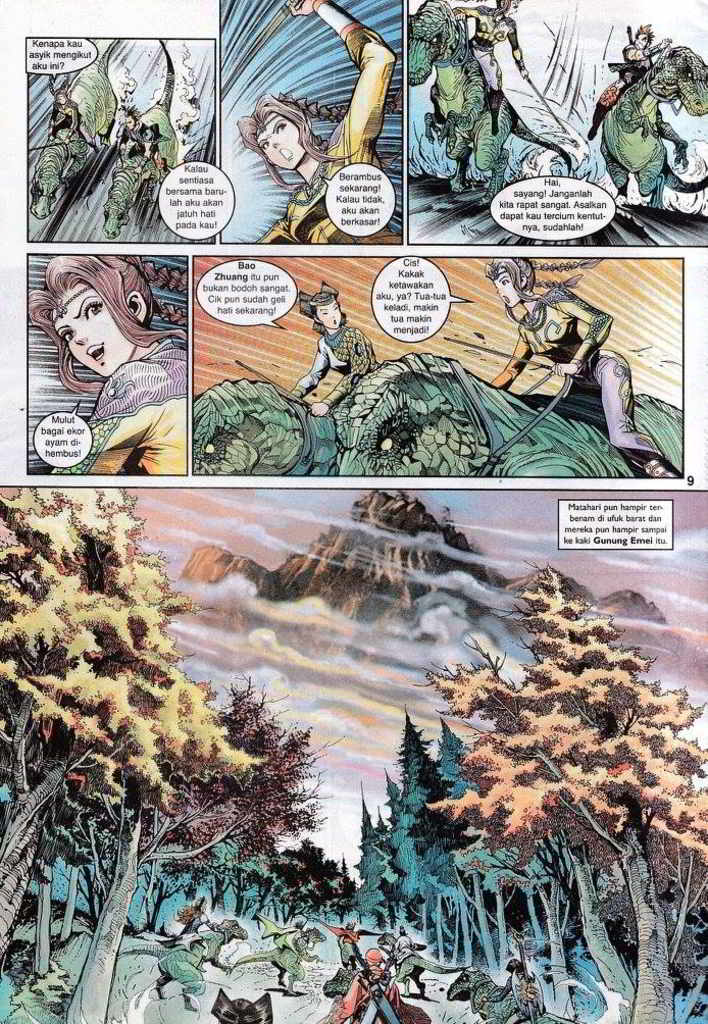 Kenapa kau
asyik mengikut
aku ini?
Kalau
sentiasa
bersama baru-
lah aku akan
jatuh hati
pada kau!
Berambus
sekarang!
Kalau tidak,
aku akan
berkasar!
Hai,
sayang! Janganlah
kita rapat sangat. Asalkan
dapat kau tercium kentut-
nya, sudahlah!
Mulut
bagai ekor
ayam di-
hembus!
Bao
Zhuang itu pun
bukan bodoh sangat.
Cik pun sudah geli
hati sekarang!
Cis!
Kakak
ketawakan
aku, ya? Tua-tua
keladi, makin
tua makin
menjadi!
9
Matahari pun hampir ter-
benam di ufuk barat dan
mereka pun hampir sampai
ke kaki Gunung Emei itu.